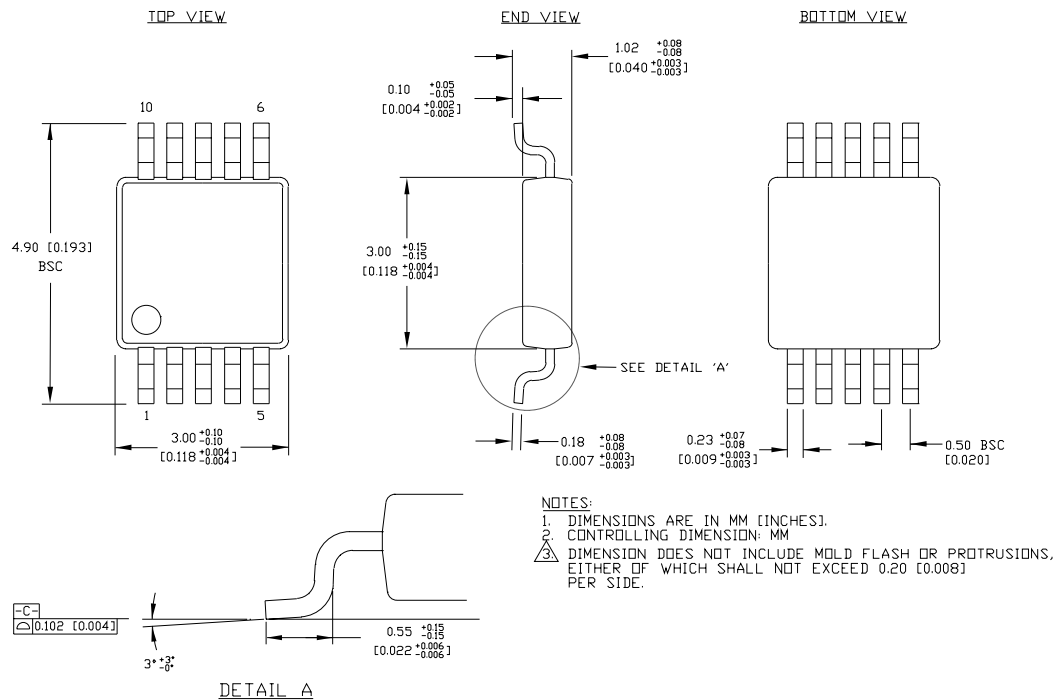 TOP VIEW
END VIEW
BOTTOM VIEW
1.02 +0.08 -0.08
[0.040 +0.003 -0.003]
0.10 +0.05 -0.05
[0.004 +0.002 -0.002]
10
6
4.90 [0.193]
BSC
3.00 +0.15 -0.15
[0.118 +0.004 -0.004]
SEE DETAIL 'A'
1
5
3.00 +0.10 -0.10
[0.118 +0.004 -0.004]
0.18 +0.08 -0.08
[0.007 +0.003 -0.003]
0.23 +0.07 -0.08
[0.009 +0.003 -0.003]
0.50 BSC
[0.020]
NOTES:
1. DIMENSIONS ARE IN MM [INCHES].
2. CONTROLLING DIMENSION: MM
3. DIMENSION DOES NOT INCLUDE MOLD FLASH OR PROTRUSIONS,
EITHER OF WHICH SHALL NOT EXCEED 0.20 [0.008]
PER SIDE.
-C-
0.102 [0.004]
3° +3° -0°
0.55 +0.15 -0.15
[0.022 +0.006 -0.006]
DETAIL A